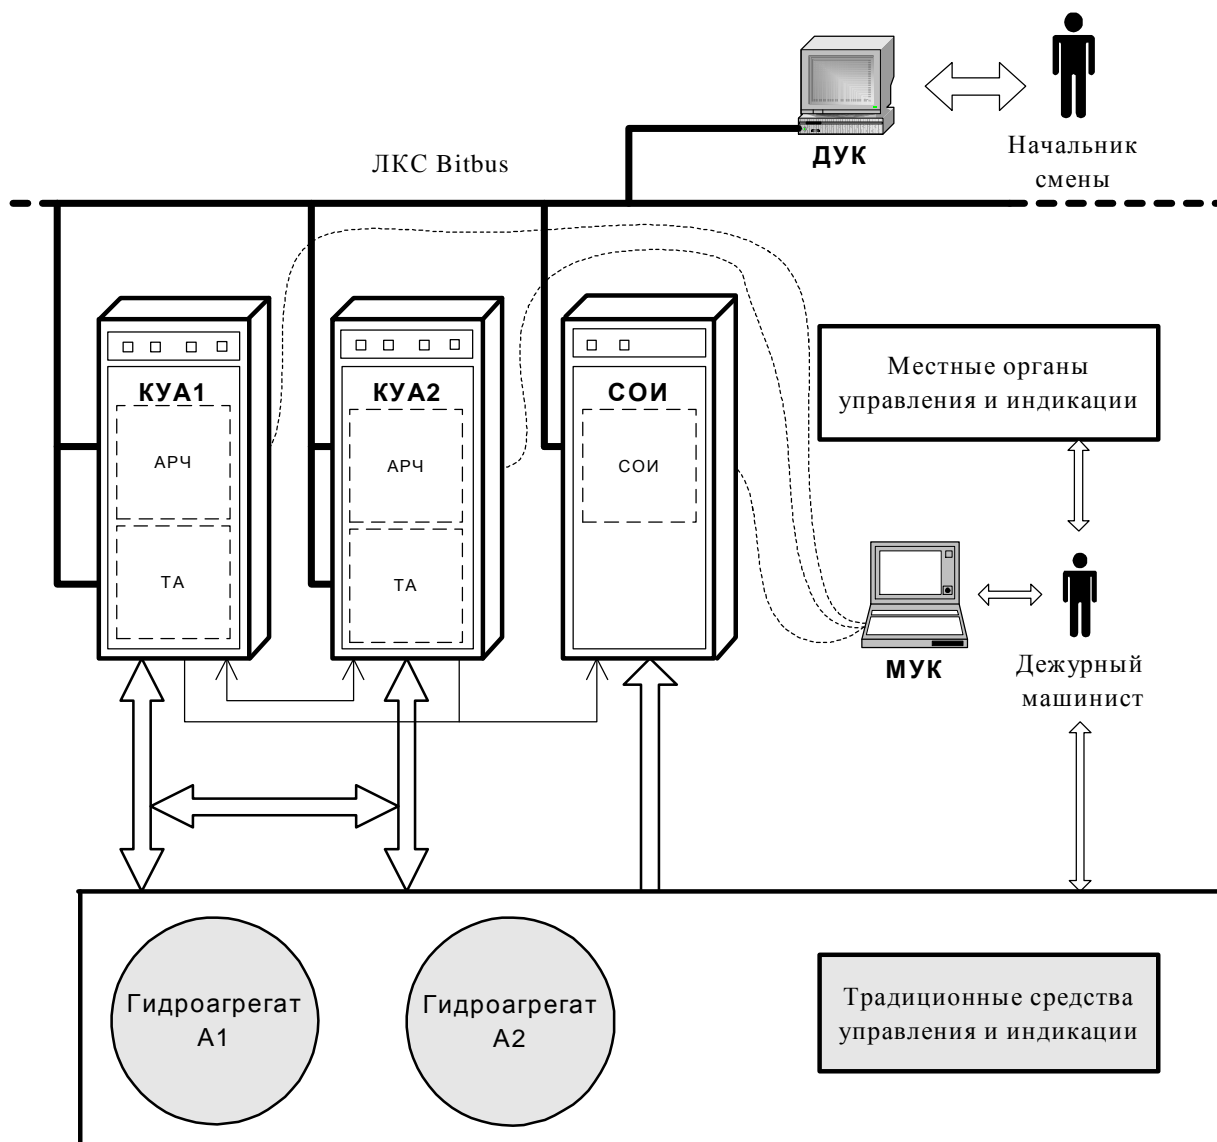 ДУК
Начальник
смены
ЛКС Bitbus
КУА1
АРЧ
ТА
КУА2
АРЧ
ТА
СОИ
СОИ
Местные органы
управления и индикации
МУК
Дежурный
машинист
Гидроагрегат
А1
Гидроагрегат
А2
Традиционные средства
управления и индикации